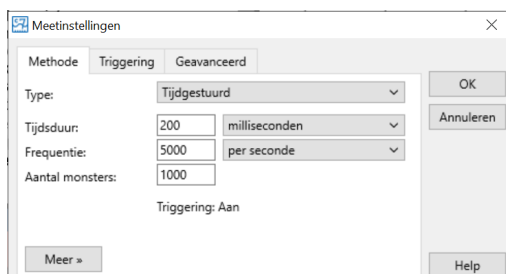 Meetinstellingen
Methode Triggering Geavanceerd
Type: Tijdgestuurd
Tijdsduur: 200 milliseconden
Frequentie: 5000 per seconde
Aantal monsters: 1000
Triggering: Aan
Meer »
OK
Annuleren
Help